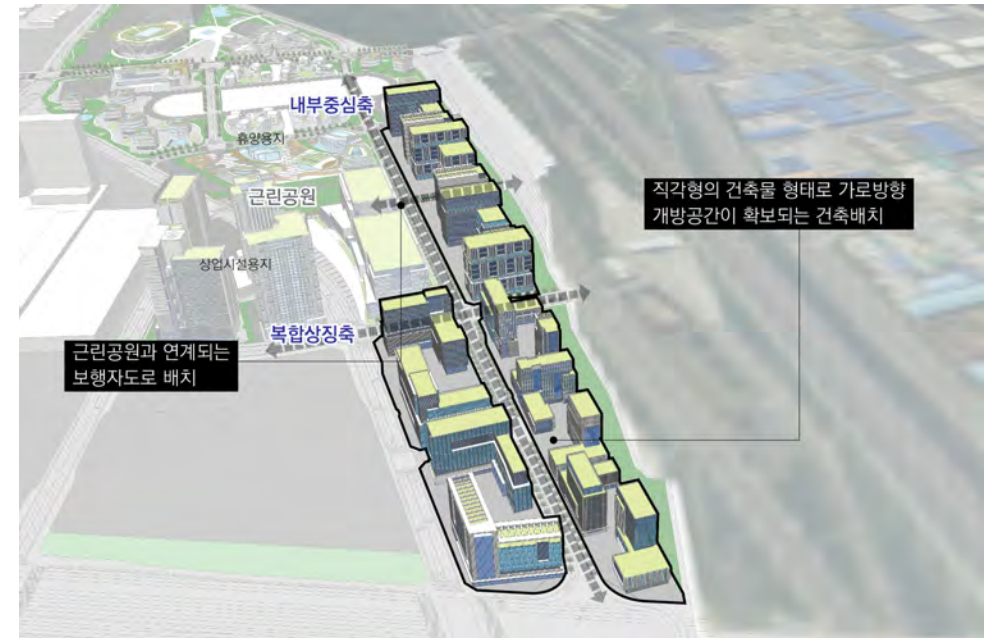 내부중심축
휴양용지
근린공원
직각형의 건축물 형태로 가로방향
개방공간이 확보되는 건축배치
상업시설용지
복합상징축
근린공원과 연계되는
보행자도로 배치